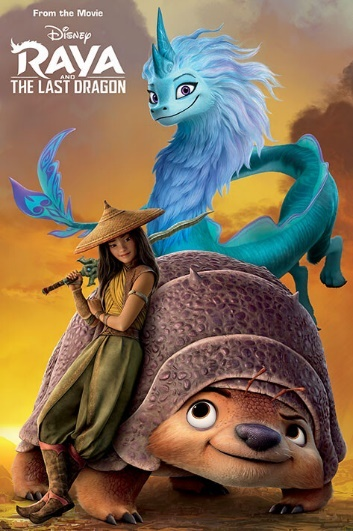 From the Movie
Disney
RAYA
AND
THE LAST DRAGON